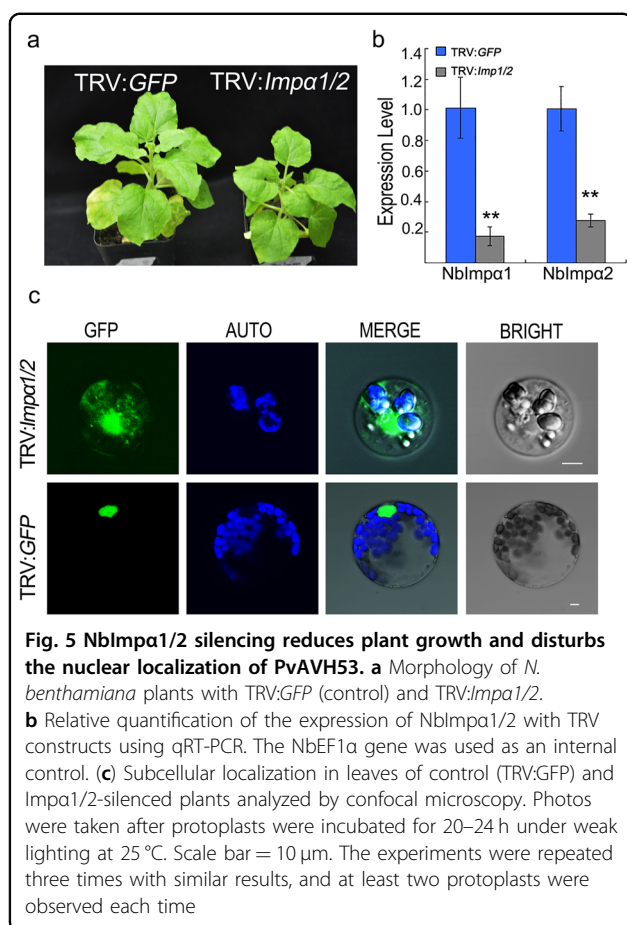 a
TRV:GFP TRV:Impα1/2
b
TRV:GFP
TRV:Imp1/2
1.4
1.2
1.0
0.8
0.6
0.4
0.2
Expression Level
**
**
NbImpα1 NbImpα2
c
GFP AUTO MERGE BRIGHT
TRV:Impα1/2
TRV:GFP
Fig. 5 NbImpα1/2 silencing reduces plant growth and disturbs
the nuclear localization of PvAVH53. a Morphology of N.
benthamiana plants with TRV:GFP (control) and TRV:Impα1/2.
b Relative quantification of the expression of NbImpα1/2 with TRV
constructs using qRT-PCR. The NbEF1α gene was used as an internal
control. (c) Subcellular localization in leaves of control (TRV:GFP) and
Impα1/2-silenced plants analyzed by confocal microscopy. Photos
were taken after protoplasts were incubated for 20–24 h under weak
lighting at 25 °C. Scale bar = 10 μm. The experiments were repeated
three times with similar results, and at least two protoplasts were
observed each time